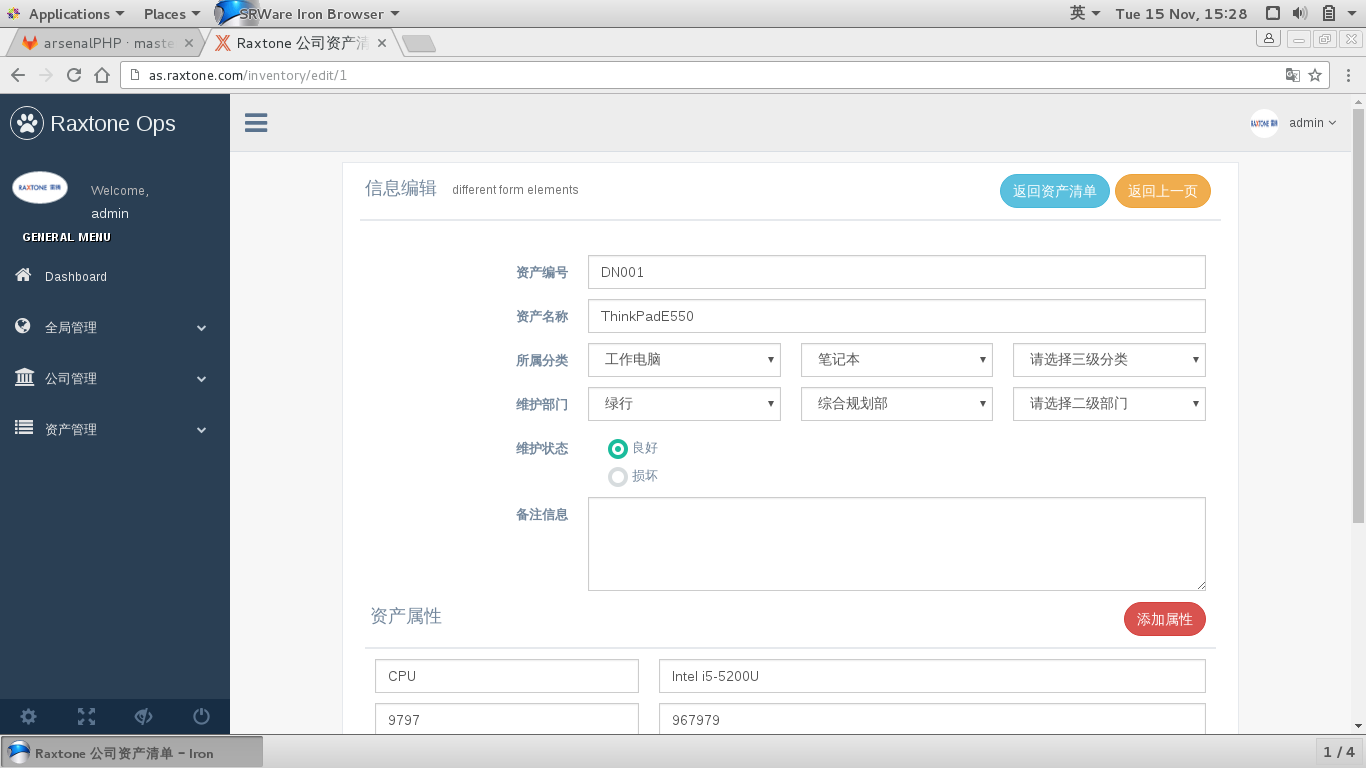 Applications Places SRWare Iron Browser 英 Tue 15 Nov, 15:28
arsenalPHP · maste Raxtone 公司资产清
as.raxtone.com/inventory/edit/1
Raxtone Ops
admin
RAXTONE
Welcome,
admin
GENERAL MENU
Dashboard
全局管理
公司管理
资产管理
信息编辑 different form elements 返回资产清单 返回上一页
资产编号 DN001
资产名称 ThinkPadE550
所属分类 工作电脑 笔记本 请选择三级分类
维护部门 绿行 综合规划部 请选择二级部门
维护状态 良好
损坏
备注信息
资产属性 添加属性
CPU Intel i5-5200U
9797 967979
Raxtone 公司资产清单 – Iron 1 / 4